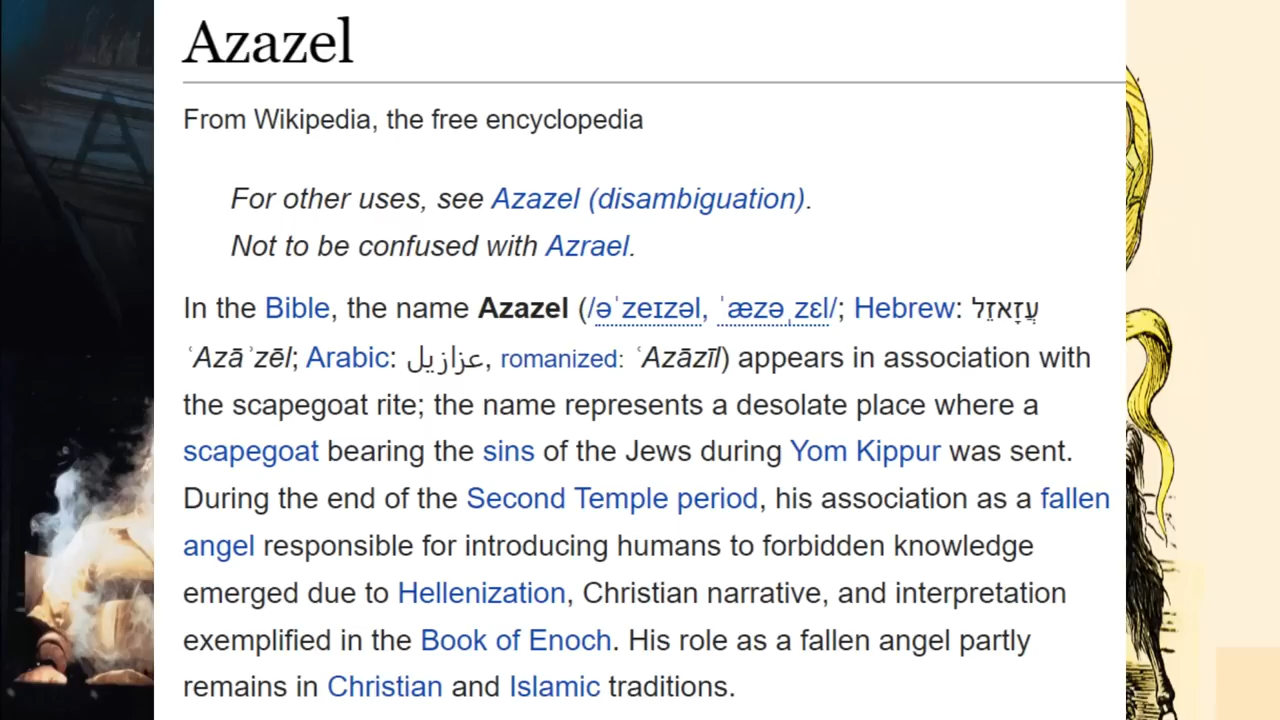 Azazel
From Wikipedia, the free encyclopedia
For other uses, see Azazel (disambiguation).
Not to be confused with Azrael.
In the Bible, the name Azazel (/əˈzeɪzəl, ˈæzəˌzɛl/; Hebrew: עֲזָאזֵל
ʿAzāʾzēl; Arabic: عزازيل, romanized: ʿAzāzīl) appears in association with
the scapegoat rite; the name represents a desolate place where a
scapegoat bearing the sins of the Jews during Yom Kippur was sent.
During the end of the Second Temple period, his association as a fallen
angel responsible for introducing humans to forbidden knowledge
emerged due to Hellenization, Christian narrative, and interpretation
exemplified in the Book of Enoch. His role as a fallen angel partly
remains in Christian and Islamic traditions.